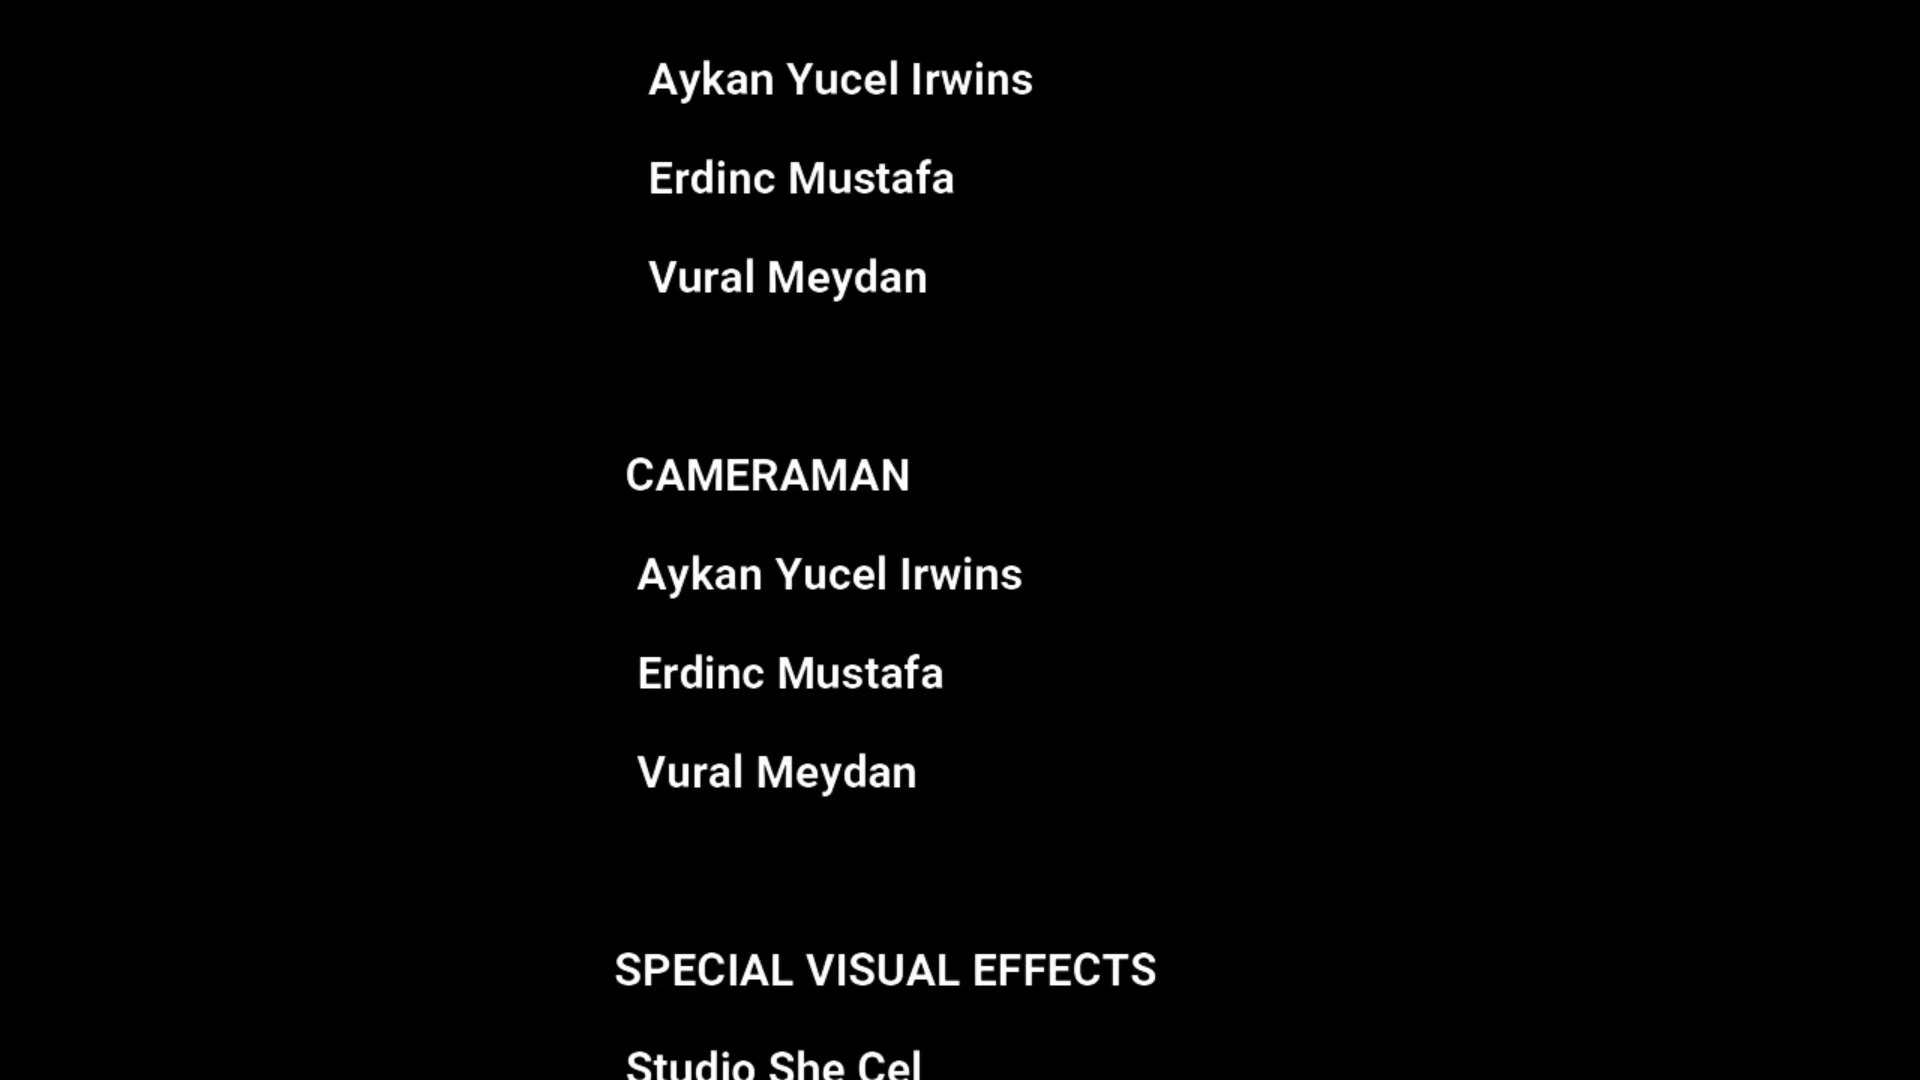 Aykan Yucel Irwins
Erdinc Mustafa
Vural Meydan
CAMERAMAN
Aykan Yucel Irwins
Erdinc Mustafa
Vural Meydan
SPECIAL VISUAL EFFECTS
Studio She Cel